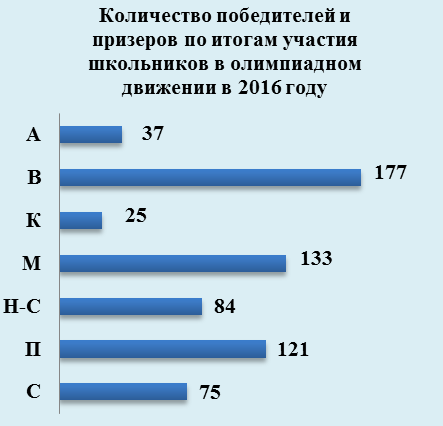 Количество победителей и
призеров по итогам участия
школьников в олимпиадном
движении в 2016 году
А 37
В 177
К 25
М 133
Н-С 84
П 121
С 75